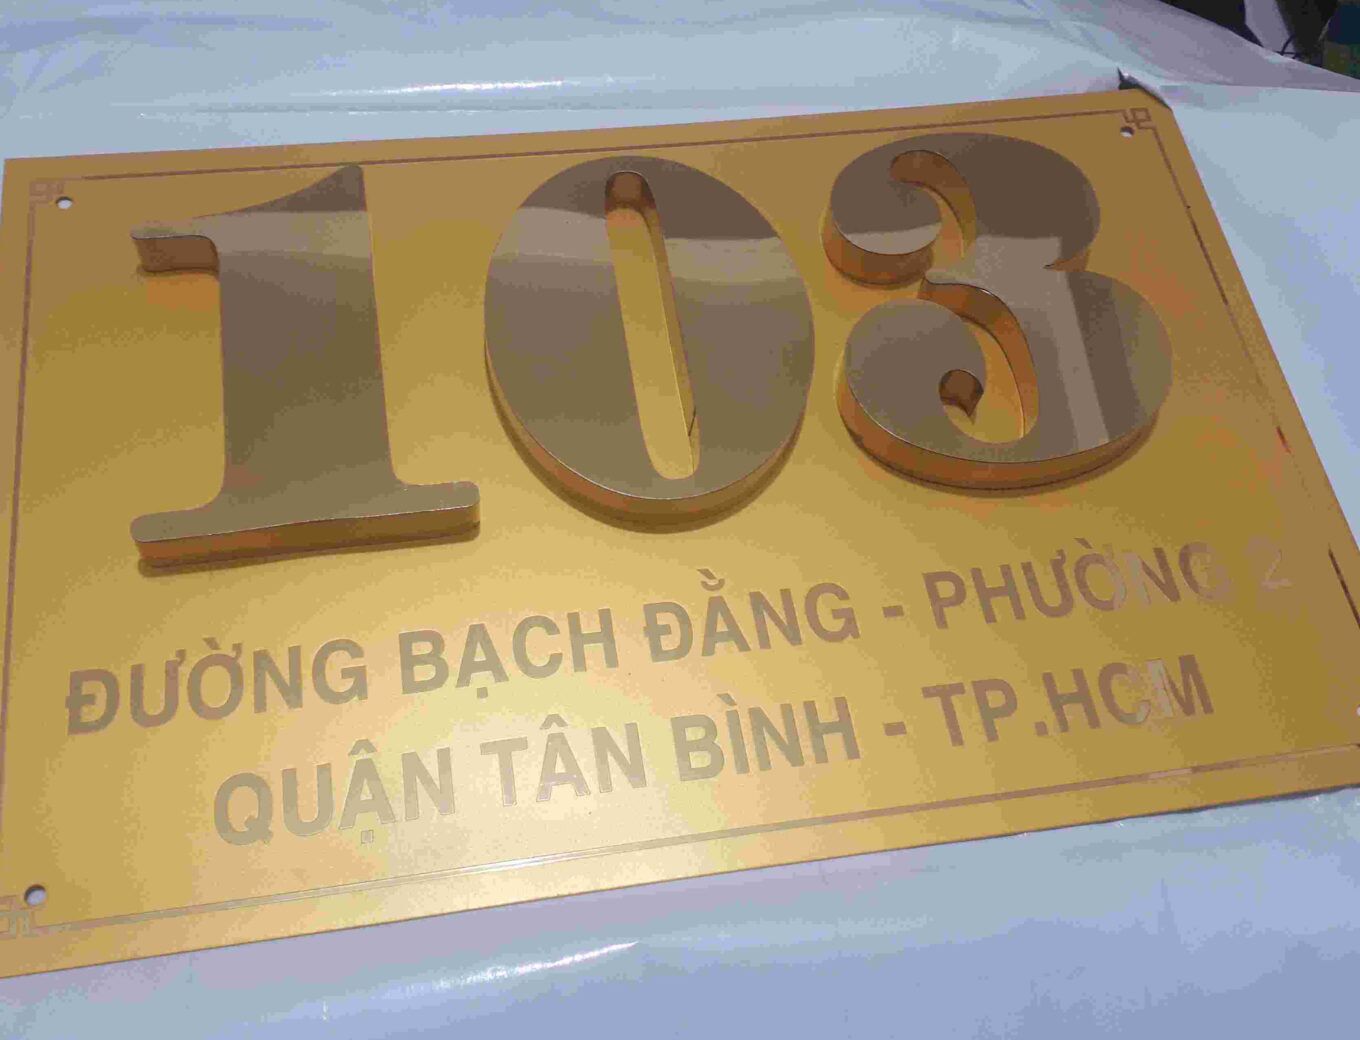 103
ĐƯỜNG BẠCH ĐẰNG - PHƯỜNG 2
QUẬN TÂN BÌNH - TP.HCM